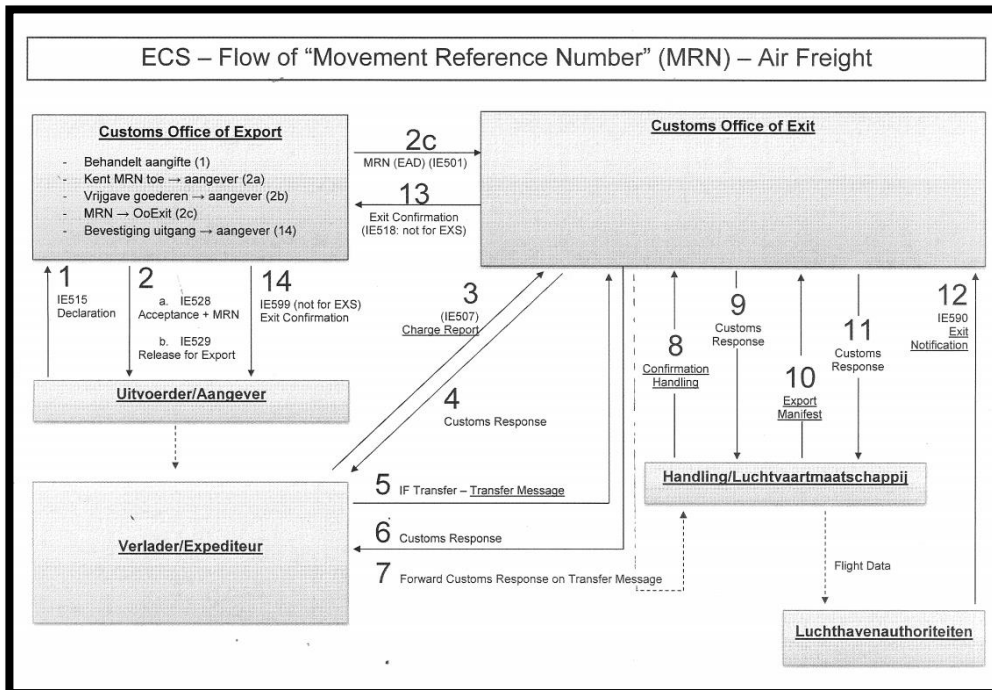 ECS – Flow of "Movement Reference Number" (MRN) – Air Freight
Customs Office of Export
- Behandelt aangifte (1)
- Kent MRN toe → aangever (2a)
- Vrijgave goederen → aangever (2b)
- MRN → OoExit (2c)
- Bevestiging uitgang → aangever (14)
2c
MRN (EAD) (IE501)
13
Exit Confirmation
(IE518: not for EXS)
Customs Office of Exit
1
IE515
Declaration
2
a. IE528
Acceptance + MRN
b. IE529
Release for Export
14
IE599 (not for EXS)
Exit Confirmation
3
(IE507)
Charge Report
4
Customs Response
8
Confirmation
Handling
9
Customs
Response
10
Export
Manifest
11
Customs
Response
12
IE590
Exit
Notification
Uitvoerder/Aangever
Handling/Luchtvaartmaatschappij
Verlader/Expediteur
5 IF Transfer – Transfer Message
6 Customs Response
7 Forward Customs Response on Transfer Message
Flight Data
Luchthavenauthoriteiten